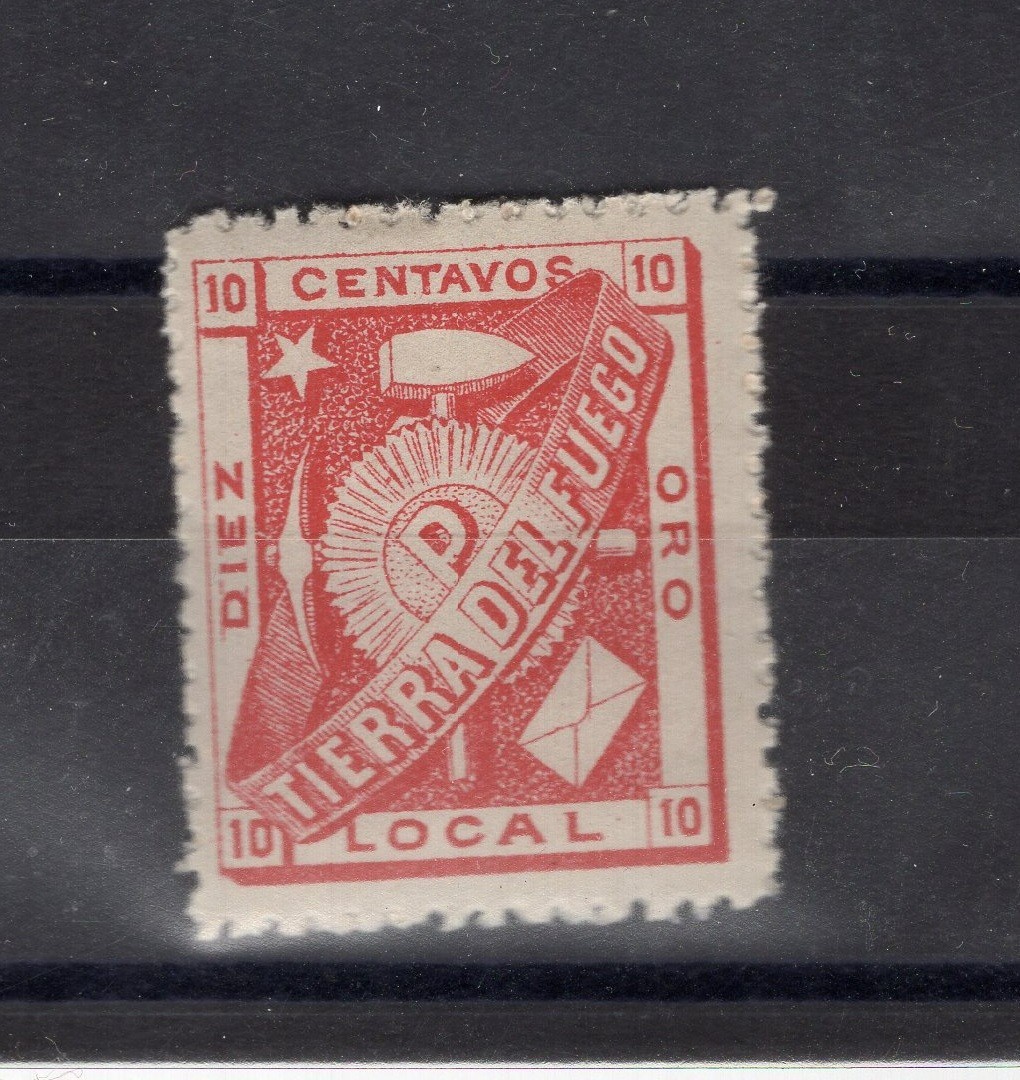 10 CENTAVOS 10
DIEZ
P
TIERRA DEL FUEGO
ORO
10 LOCAL 10